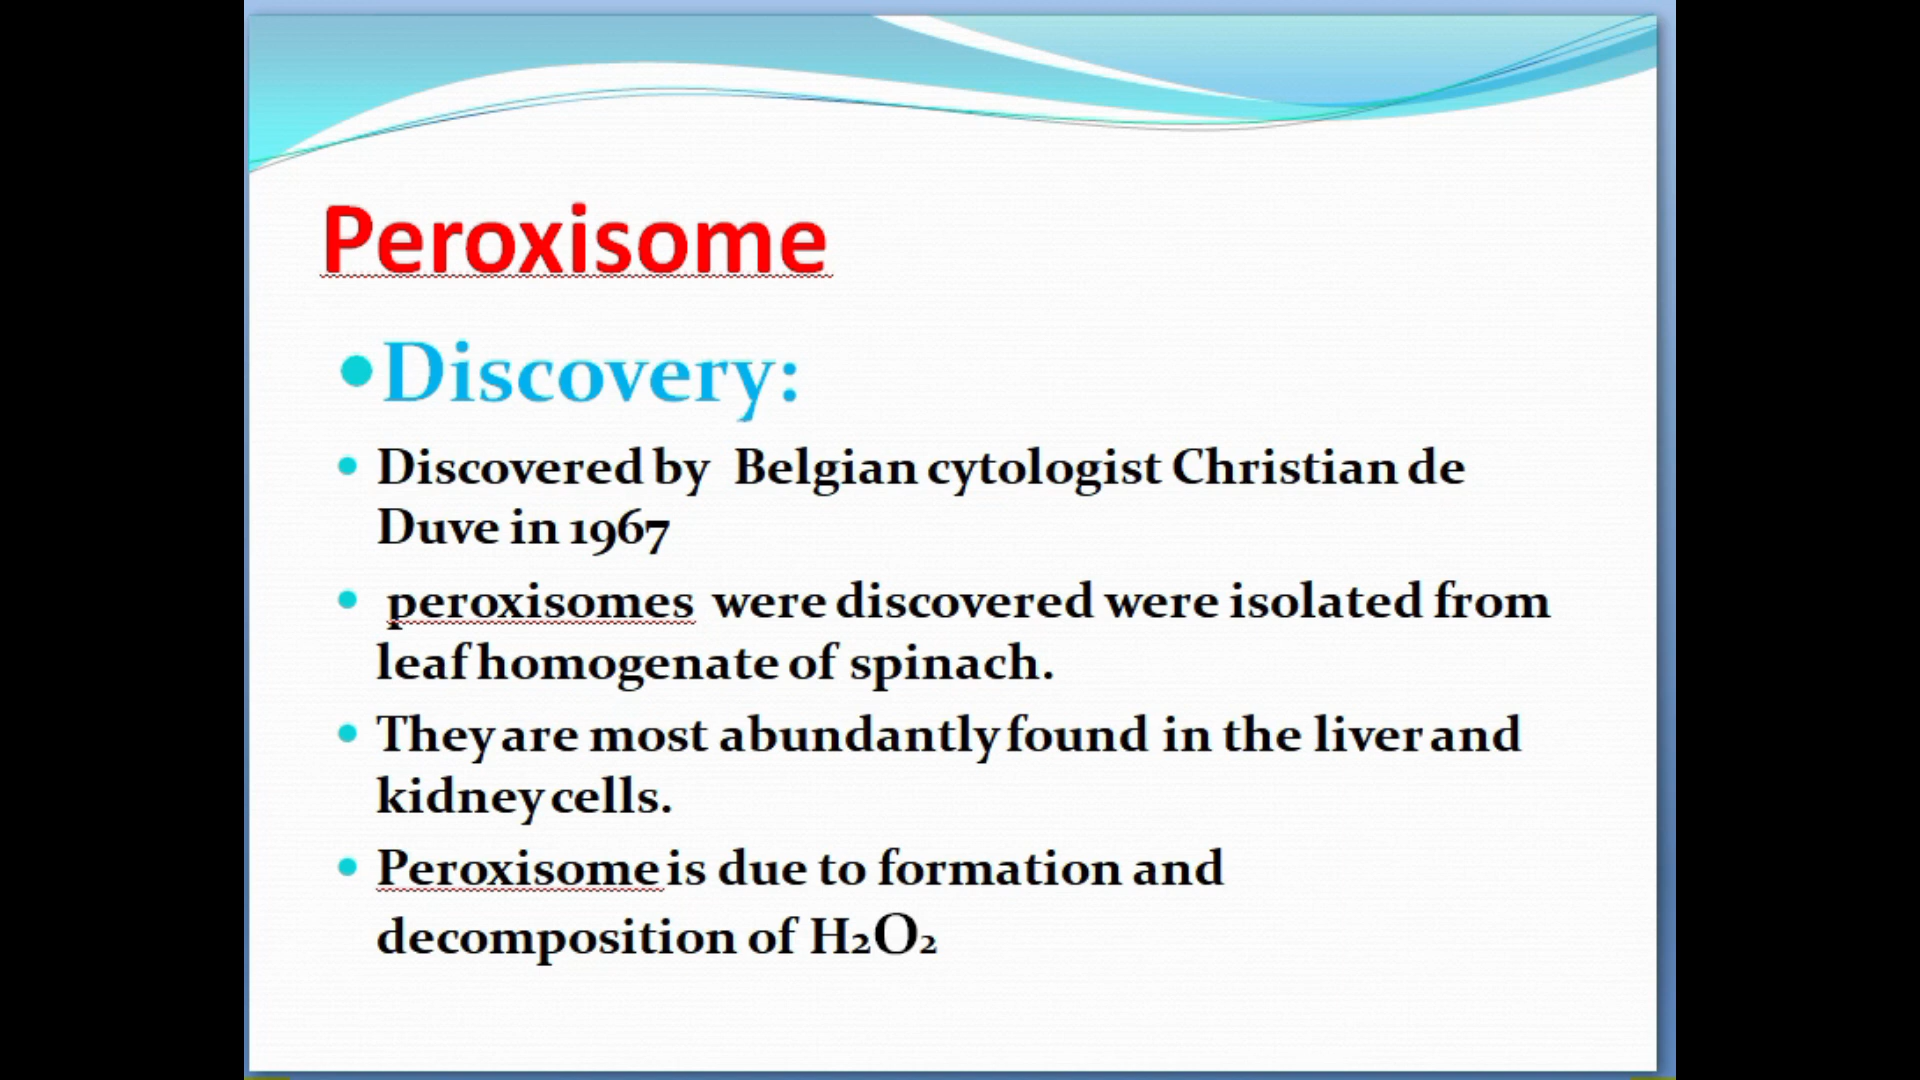 Peroxisome
•Discovery:
• Discovered by Belgian cytologist Christian de
Duve in 1967
• peroxisomes were discovered were isolated from
leaf homogenate of spinach.
• They are most abundantly found in the liver and
kidney cells.
• Peroxisome is due to formation and
decomposition of H2O2